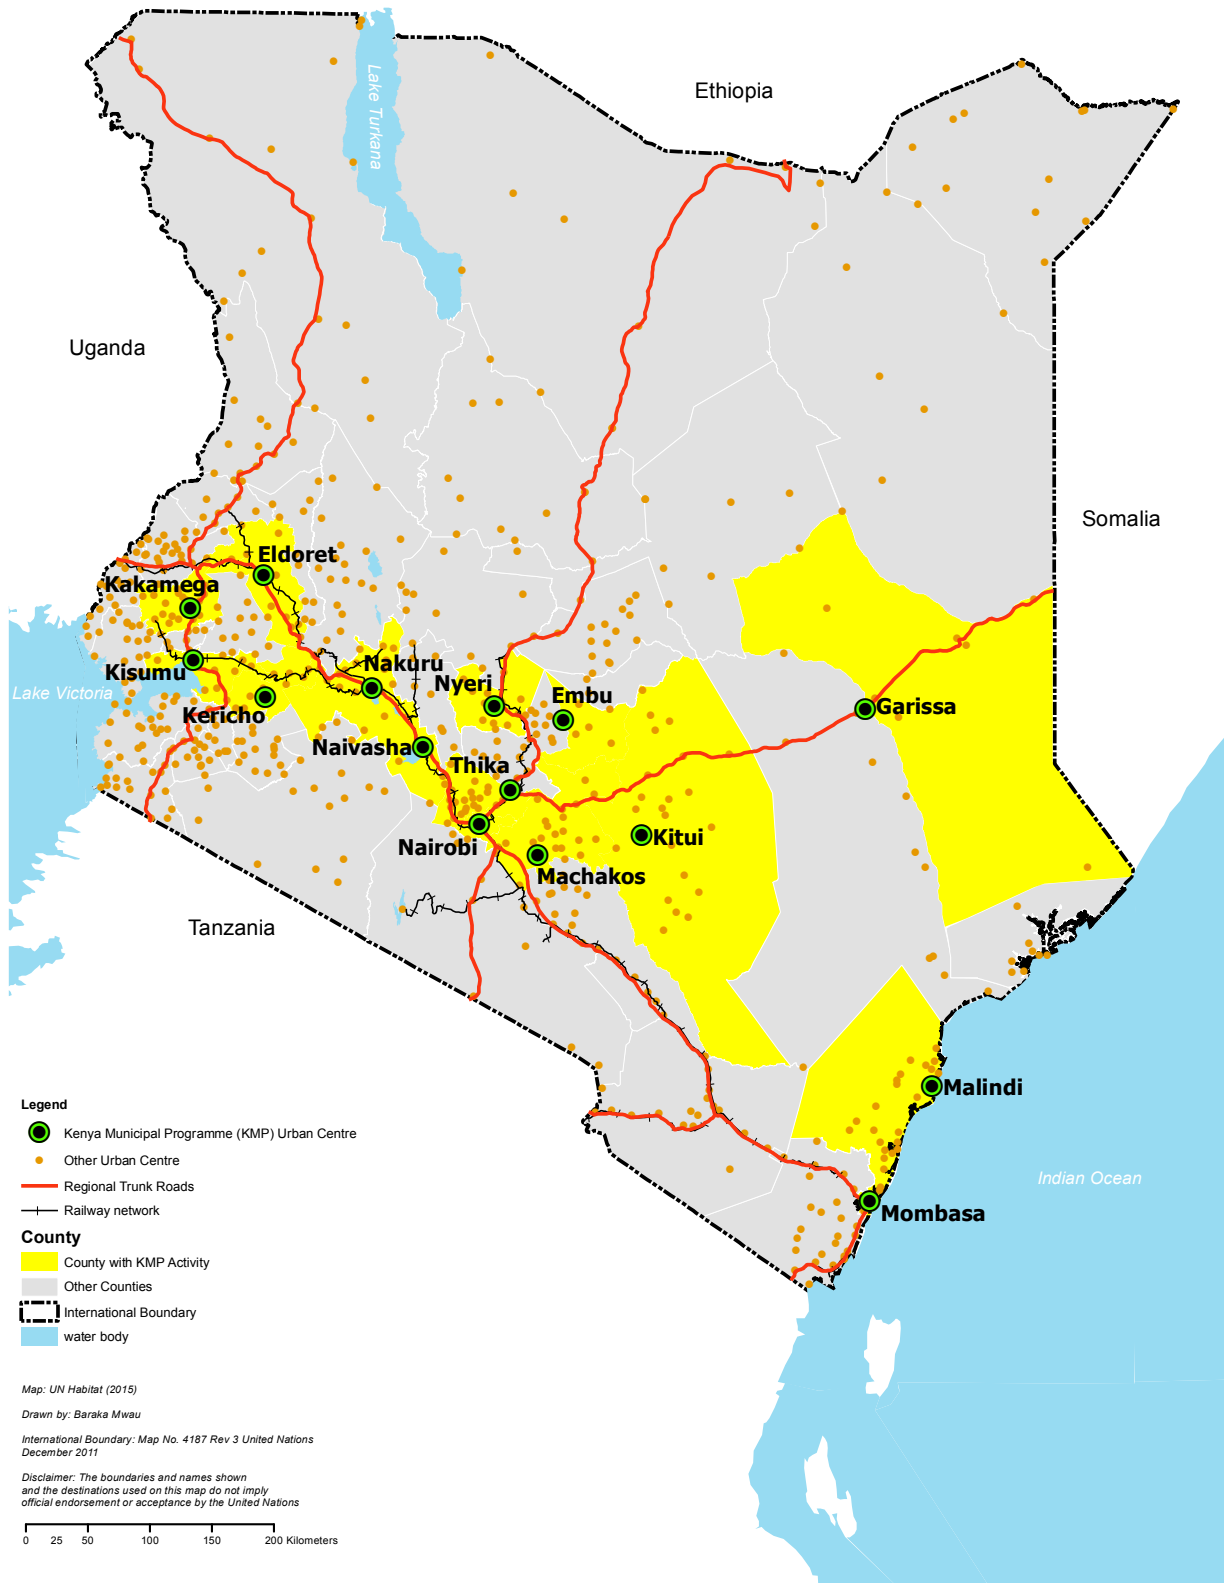 Ethiopia
Lake Turkana
Uganda
Somalia
Eldoret
Kakamega
Kisumu
Nakuru
Lake Victoria
Nyeri
Embu
Kericho
Garissa
Naivasha
Thika
Kitui
Nairobi
Machakos
Tanzania
Malindi
Indian Ocean
Mombasa
Legend
Kenya Municipal Programme (KMP) Urban Centre
Other Urban Centre
Regional Trunk Roads
Railway network
County
County with KMP Activity
Other Counties
International Boundary
water body
Map: UN Habitat (2015)
Drawn by: Baraka Mwau
International Boundary: Map No. 4187 Rev 3 United Nations
December 2011
Disclaimer: The boundaries and names shown
and the destinations used on this map do not imply
official endorsement or acceptance by the United Nations
0 25 50 100 150 200 Kilometers